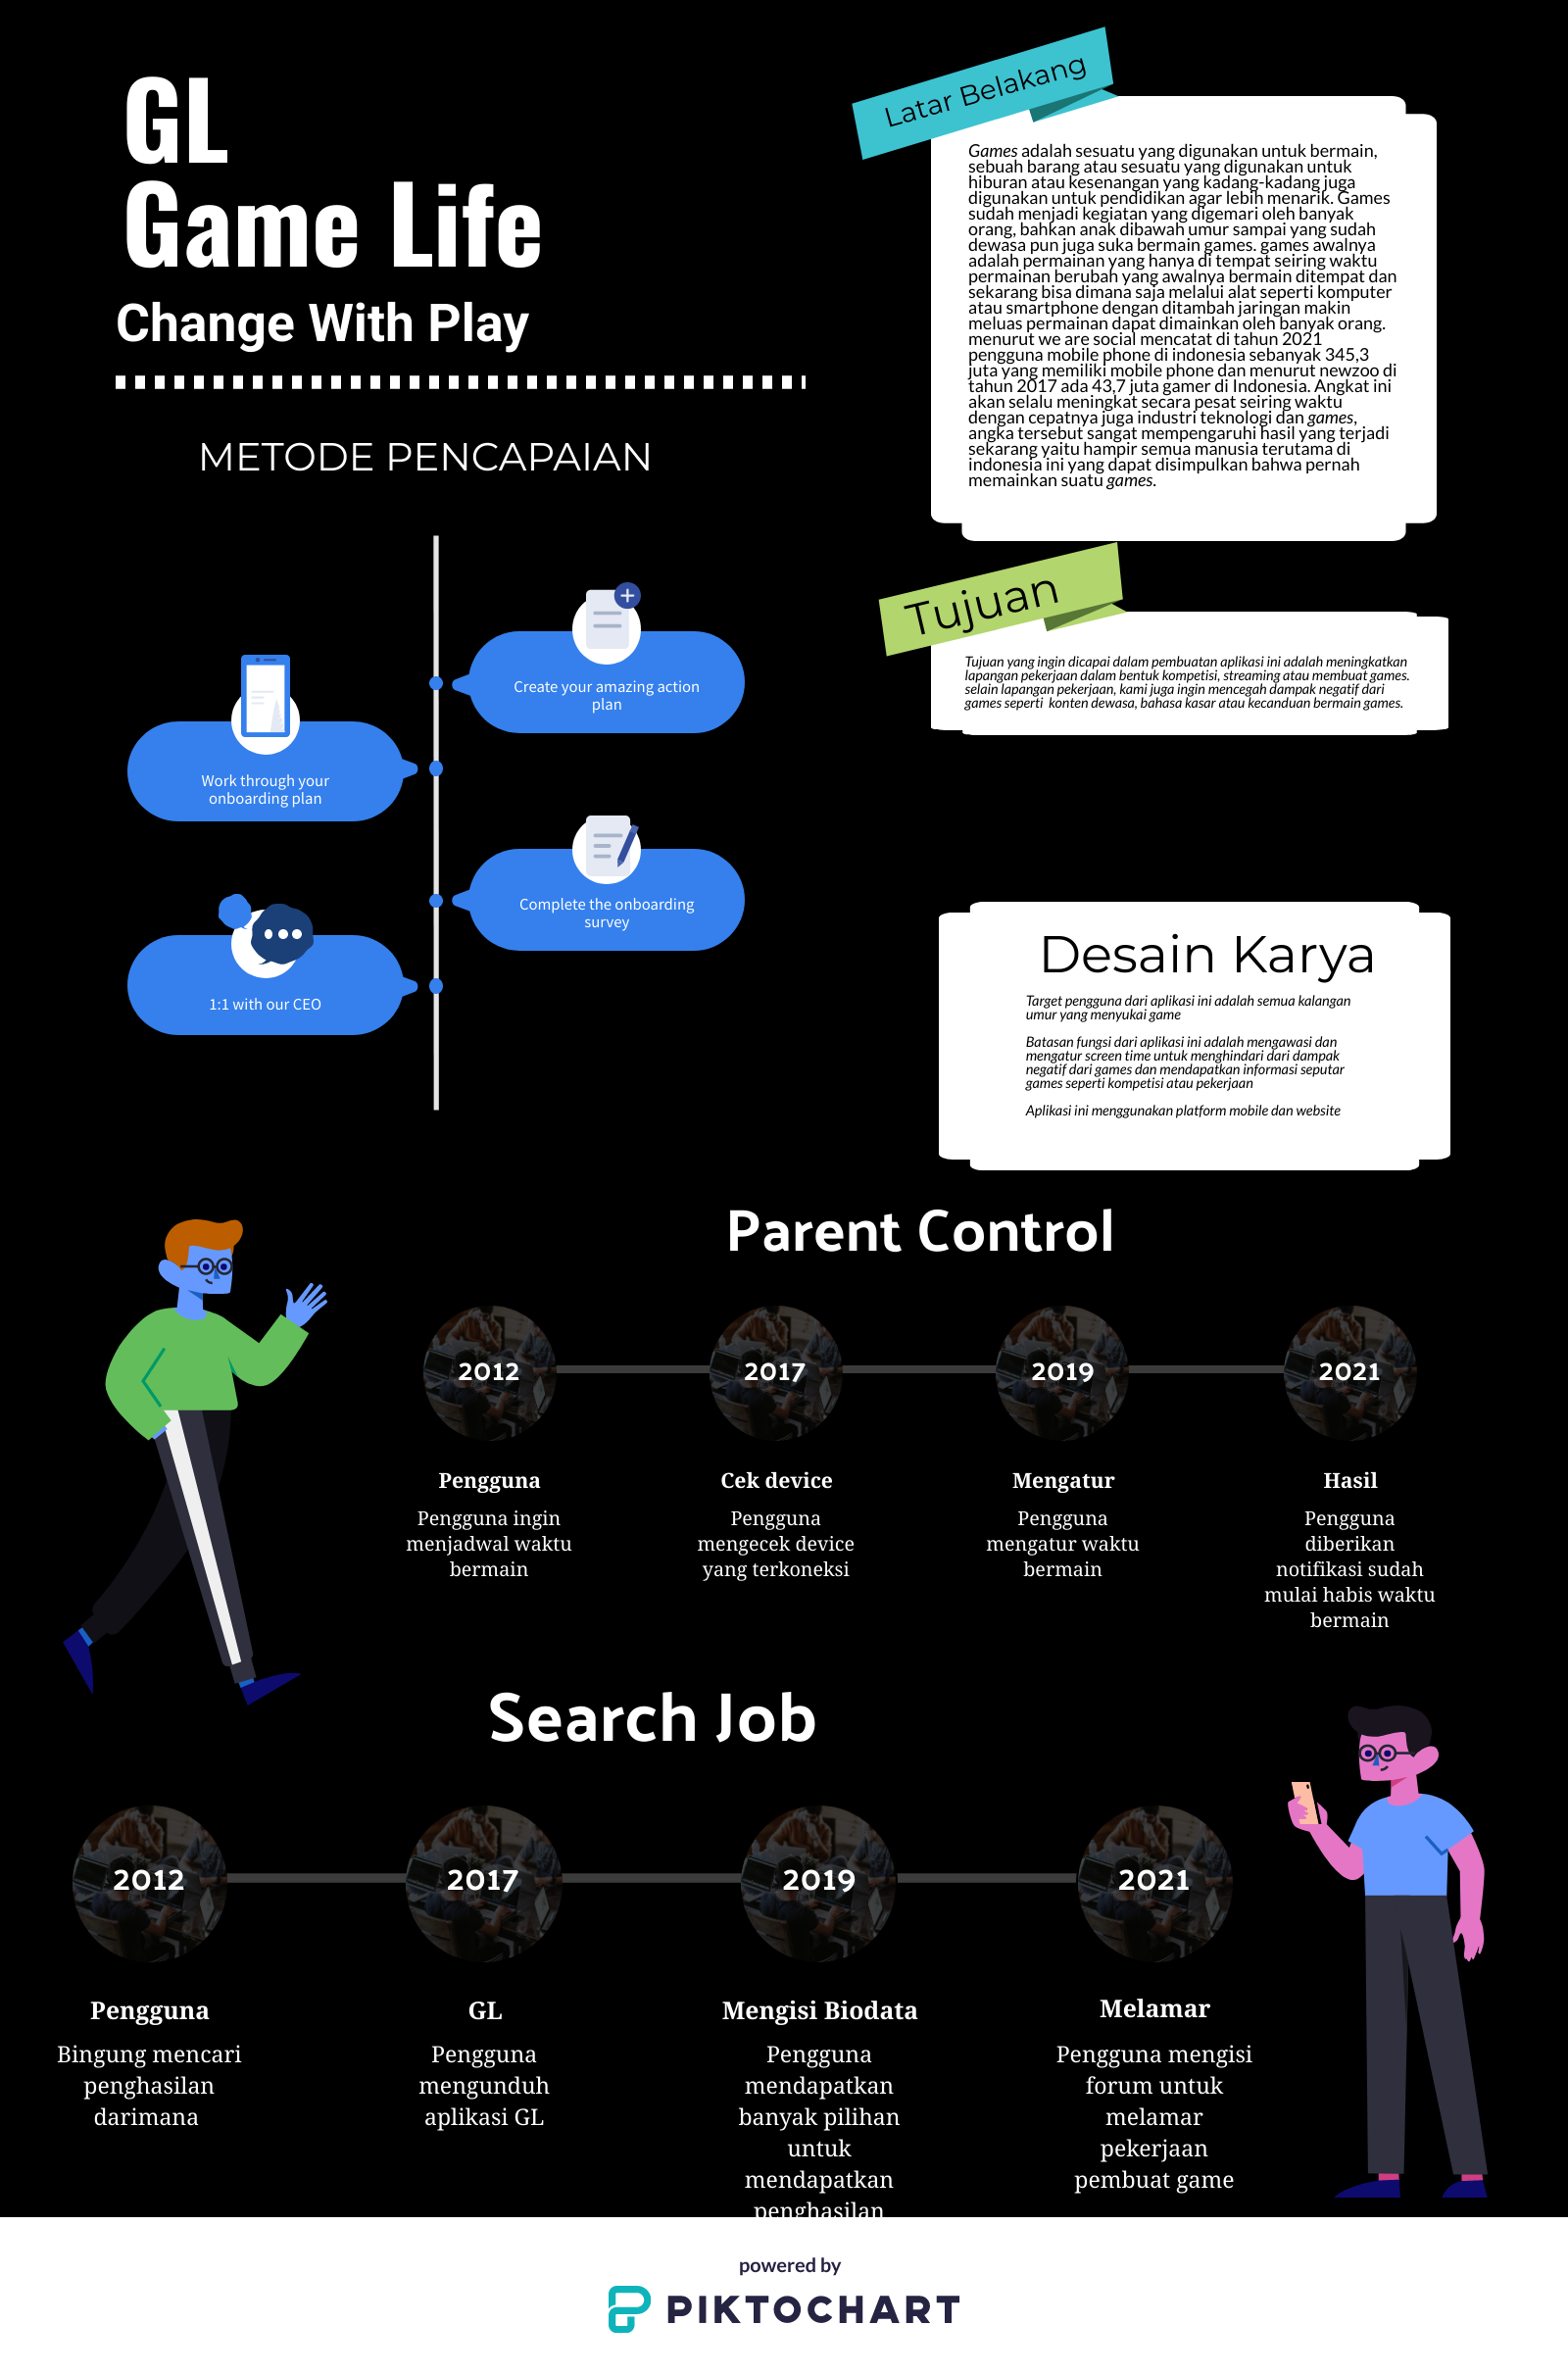 GL
Game Life
Change With Play
METODE PENCAPAIAN
Create your amazing action
plan
Work through your
onboarding plan
Complete the onboarding
survey
1:1 with our CEO
Latar Belakang
Games adalah sesuatu yang digunakan untuk bermain,
sebuah barang atau sesuatu yang digunakan untuk
hiburan atau kesenangan yang kadang-kadang juga
digunakan untuk pendidikan agar lebih menarik. Games
sudah menjadi kegiatan yang digemari oleh banyak
orang, bahkan anak dibawah umur sampai yang sudah
dewasa pun juga suka bermain games. games awalnya
adalah permainan yang hanya di tempat seiring waktu
permainan berubah yang awalnya bermain ditempat dan
sekarang bisa dimana saja melalui alat seperti komputer
atau smartphone dengan ditambah jaringan makin
meluas permainan dapat dimainkan oleh banyak orang.
menurut we are social mencatat di tahun 2021
pengguna mobile phone di indonesia sebanyak 345,3
juta yang memiliki mobile phone dan menurut newzoo di
tahun 2017 ada 43,7 juta gamer di Indonesia. Angkat ini
akan selalu meningkat secara pesat seiring waktu
dengan cepatnya juga industri teknologi dan games,
angka tersebut sangat mempengaruhi hasil yang terjadi
sekarang yaitu hampir semua manusia terutama di
indonesia ini yang dapat disimpulkan bahwa pernah
memainkan suatu games.
Tujuan
Tujuan yang ingin dicapai dalam pembuatan aplikasi ini adalah meningkatkan
lapangan pekerjaan dalam bentuk kompetisi, streaming atau membuat games.
selain lapangan pekerjaan, kami juga ingin mencegah dampak negatif dari
games seperti konten dewasa, bahasa kasar atau kecanduan bermain games.
Desain Karya
Target pengguna dari aplikasi ini adalah semua kalangan
umur yang menyukai game
Batasan fungsi dari aplikasi ini adalah mengawasi dan
mengatur screen time untuk menghindari dari dampak
negatif dari games dan mendapatkan informasi seputar
games seperti kompetisi atau pekerjaan
Aplikasi ini menggunakan platform mobile dan website
Parent Control
2012
2017
2019
2021
Pengguna
Pengguna ingin
menjadwal waktu
bermain
Cek device
Pengguna
mengecek device
yang terkoneksi
Mengatur
Pengguna
mengatur waktu
bermain
Hasil
Pengguna
diberikan
notifikasi sudah
mulai habis waktu
bermain
Search Job
2012
2017
2019
2021
Pengguna
Bingung mencari
penghasilan
darimana
GL
Pengguna
mengunduh
aplikasi GL
Mengisi Biodata
Pengguna
mendapatkan
banyak pilihan
untuk
mendapatkan
penghasilan
Melamar
Pengguna mengisi
forum untuk
melamar
pekerjaan
pembuat game
powered by
PIKTOCHART